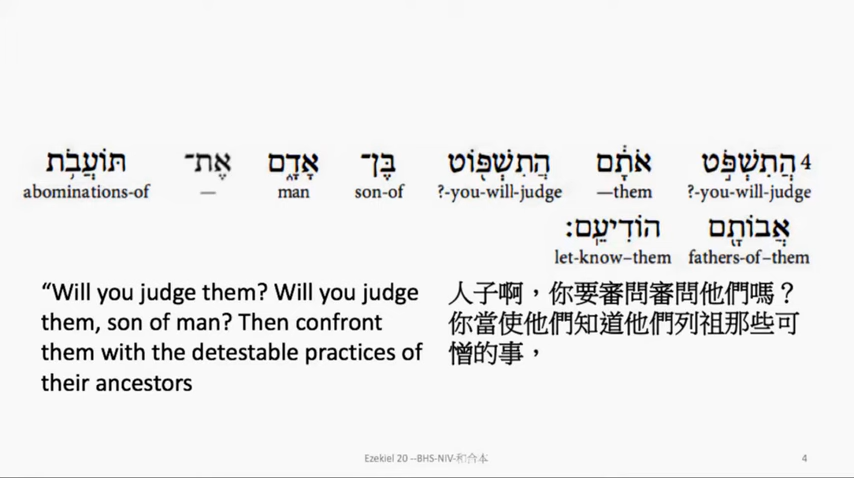 4 הֲתִשְׁפֹּ֣ט אֹתָ֔ם הֲתִשְׁפּ֖וֹט בֶּן־ אָדָ֑ם אֶת־ תּוֹעֲבֹ֥ת
abominations-of — man son-of ?-you-will-judge —them ?-you-will-judge
אֲבוֹתָ֖ם הוֹדִיעֵֽם׃
let-know–them fathers-of–them
“Will you judge them? Will you judge
them, son of man? Then confront
them with the detestable practices of
their ancestors
人子啊，你要審問審問他們嗎？
你當使他們知道他們列祖那些可
憎的事，
Ezekiel 20 --BHS-NIV-和合本
4